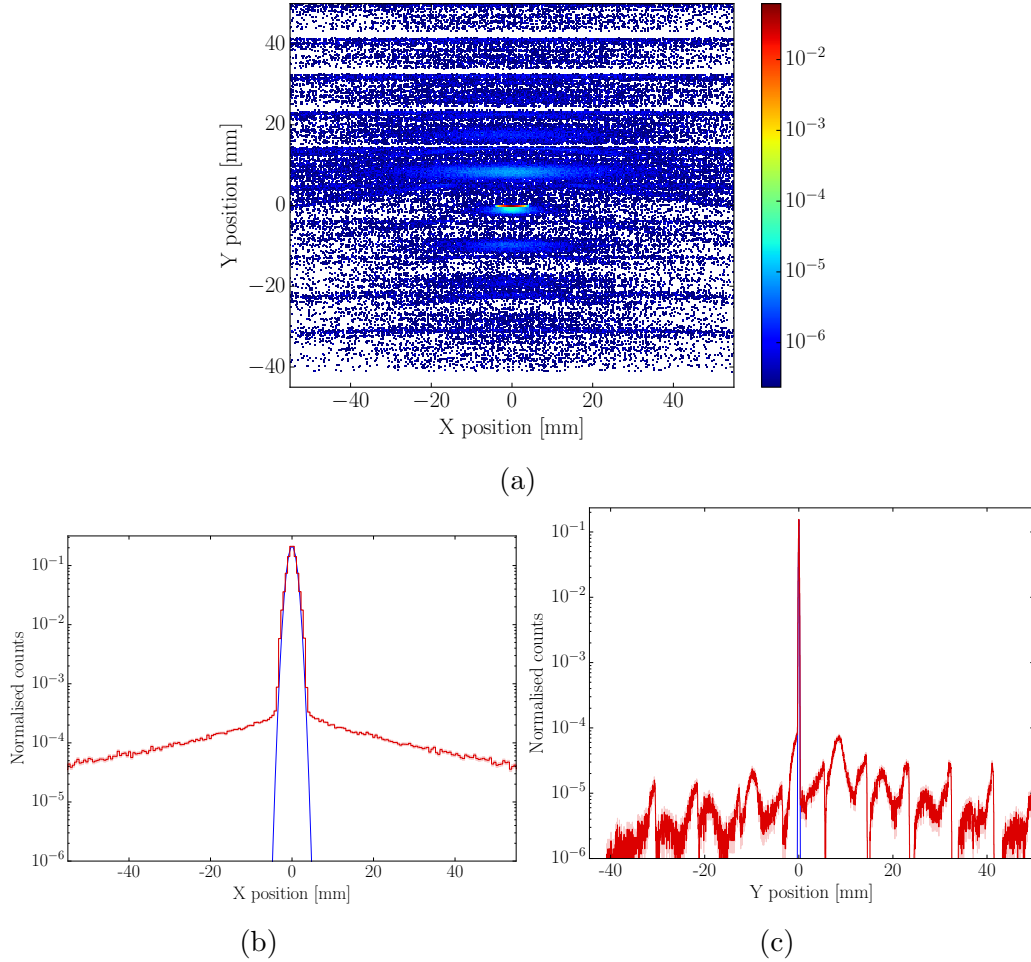 40
20
0
−20
−40
Y position [mm]
−40 −20 0 20 40
X position [mm]
10⁻²
10⁻³
10⁻⁴
10⁻⁵
10⁻⁶
(a)
10⁻¹
10⁻²
10⁻³
10⁻⁴
10⁻⁵
10⁻⁶
Normalised counts
-40 -20 0 20 40
X position [mm]
(b)
10⁻¹
10⁻²
10⁻³
10⁻⁴
10⁻⁵
10⁻⁶
Normalised counts
-40 -20 0 20 40
Y position [mm]
(c)